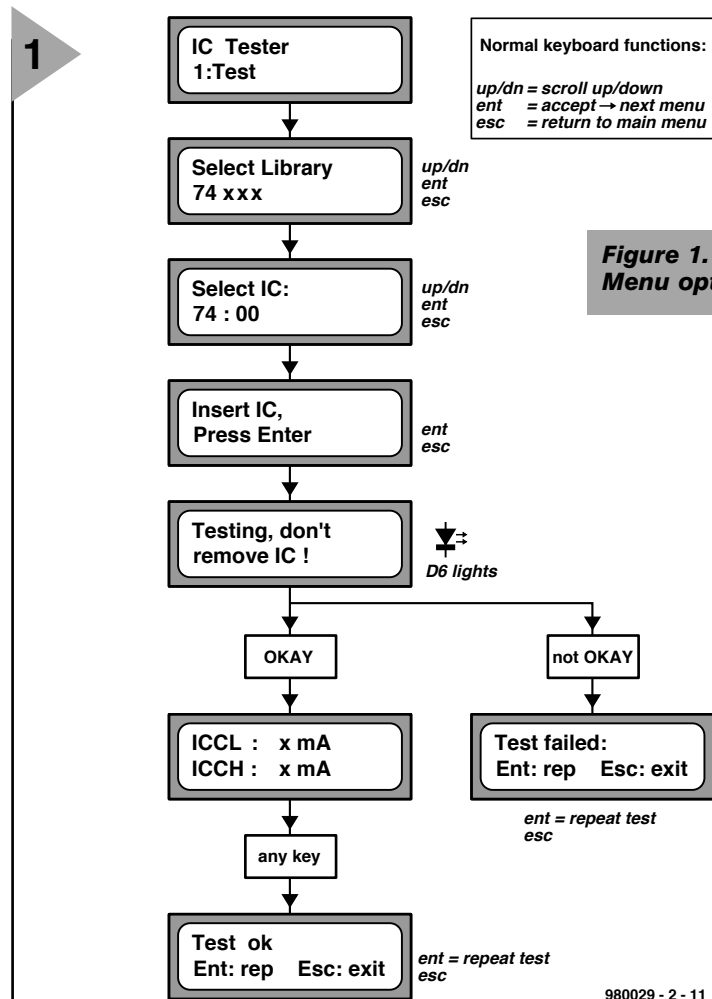 1
IC Tester
1:Test
Normal keyboard functions:
up/dn = scroll up/down
ent = accept → next menu
esc = return to main menu
Select Library
74 xxx
up/dn
ent
esc
Figure 1.
Select IC:
74 : 00
up/dn
ent
esc
Menu opt
Insert IC,
Press Enter
ent
esc
Testing, don't
remove IC !
D6 lights
OKAY
not OKAY
ICCL : x mA
ICCH : x mA
Test failed:
Ent: rep Esc: exit
ent = repeat test
esc
any key
Test ok
Ent: rep Esc: exit
ent = repeat test
esc
980029 - 2 - 11